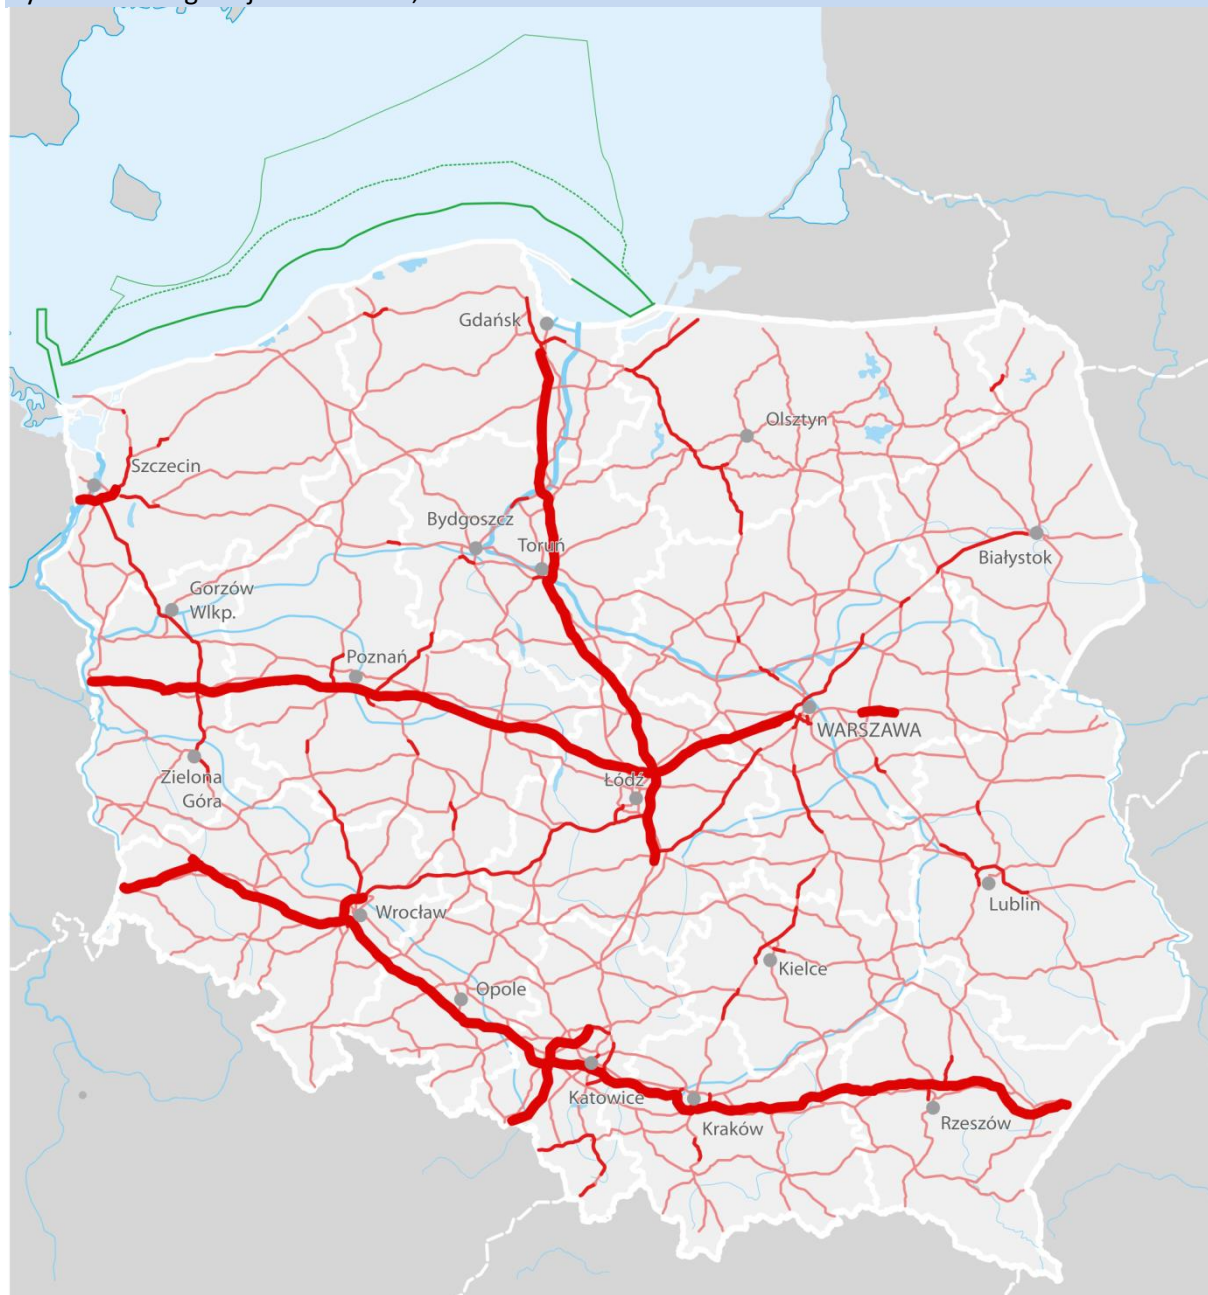 Gdańsk
Olsztyn
Szczecin
Bydgoszcz
Toruń
Białystok
Gorzów
Wlkp.
Poznań
WARSZAWA
Zielona
Góra
Łódź
Lublin
Wrocław
Kielce
Opole
Katowice
Kraków
Rzeszów